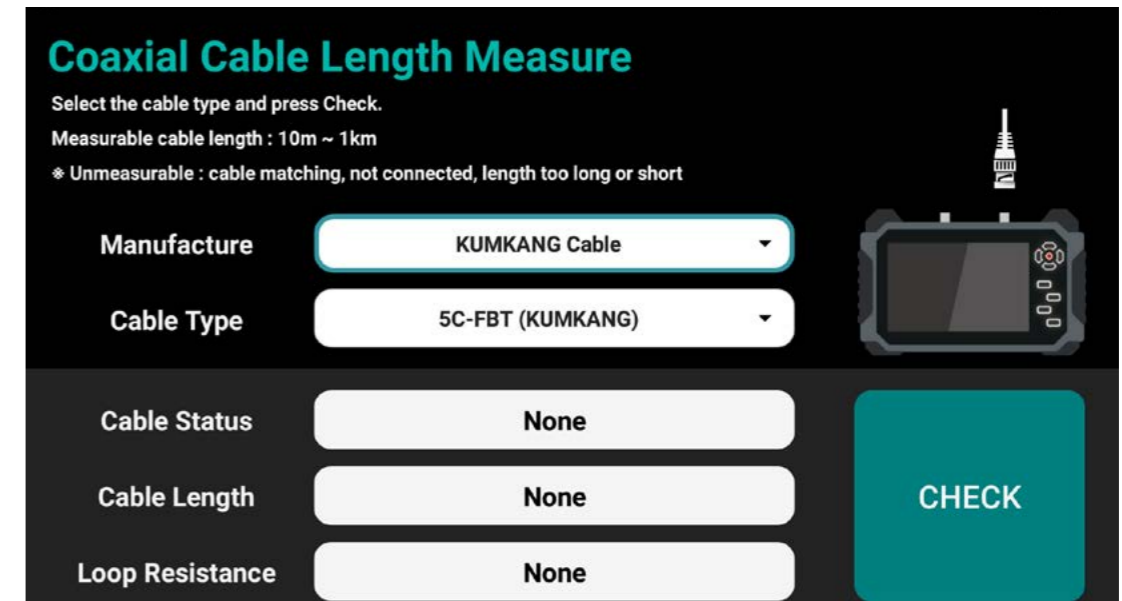 Coaxial Cable Length Measure
Select the cable type and press Check.
Measurable cable length : 10m ~ 1km
※ Unmeasurable : cable matching, not connected, length too long or short
Manufacture
KUMKANG Cable
Cable Type
5C-FBT (KUMKANG)
Cable Status
None
Cable Length
None
CHECK
Loop Resistance
None